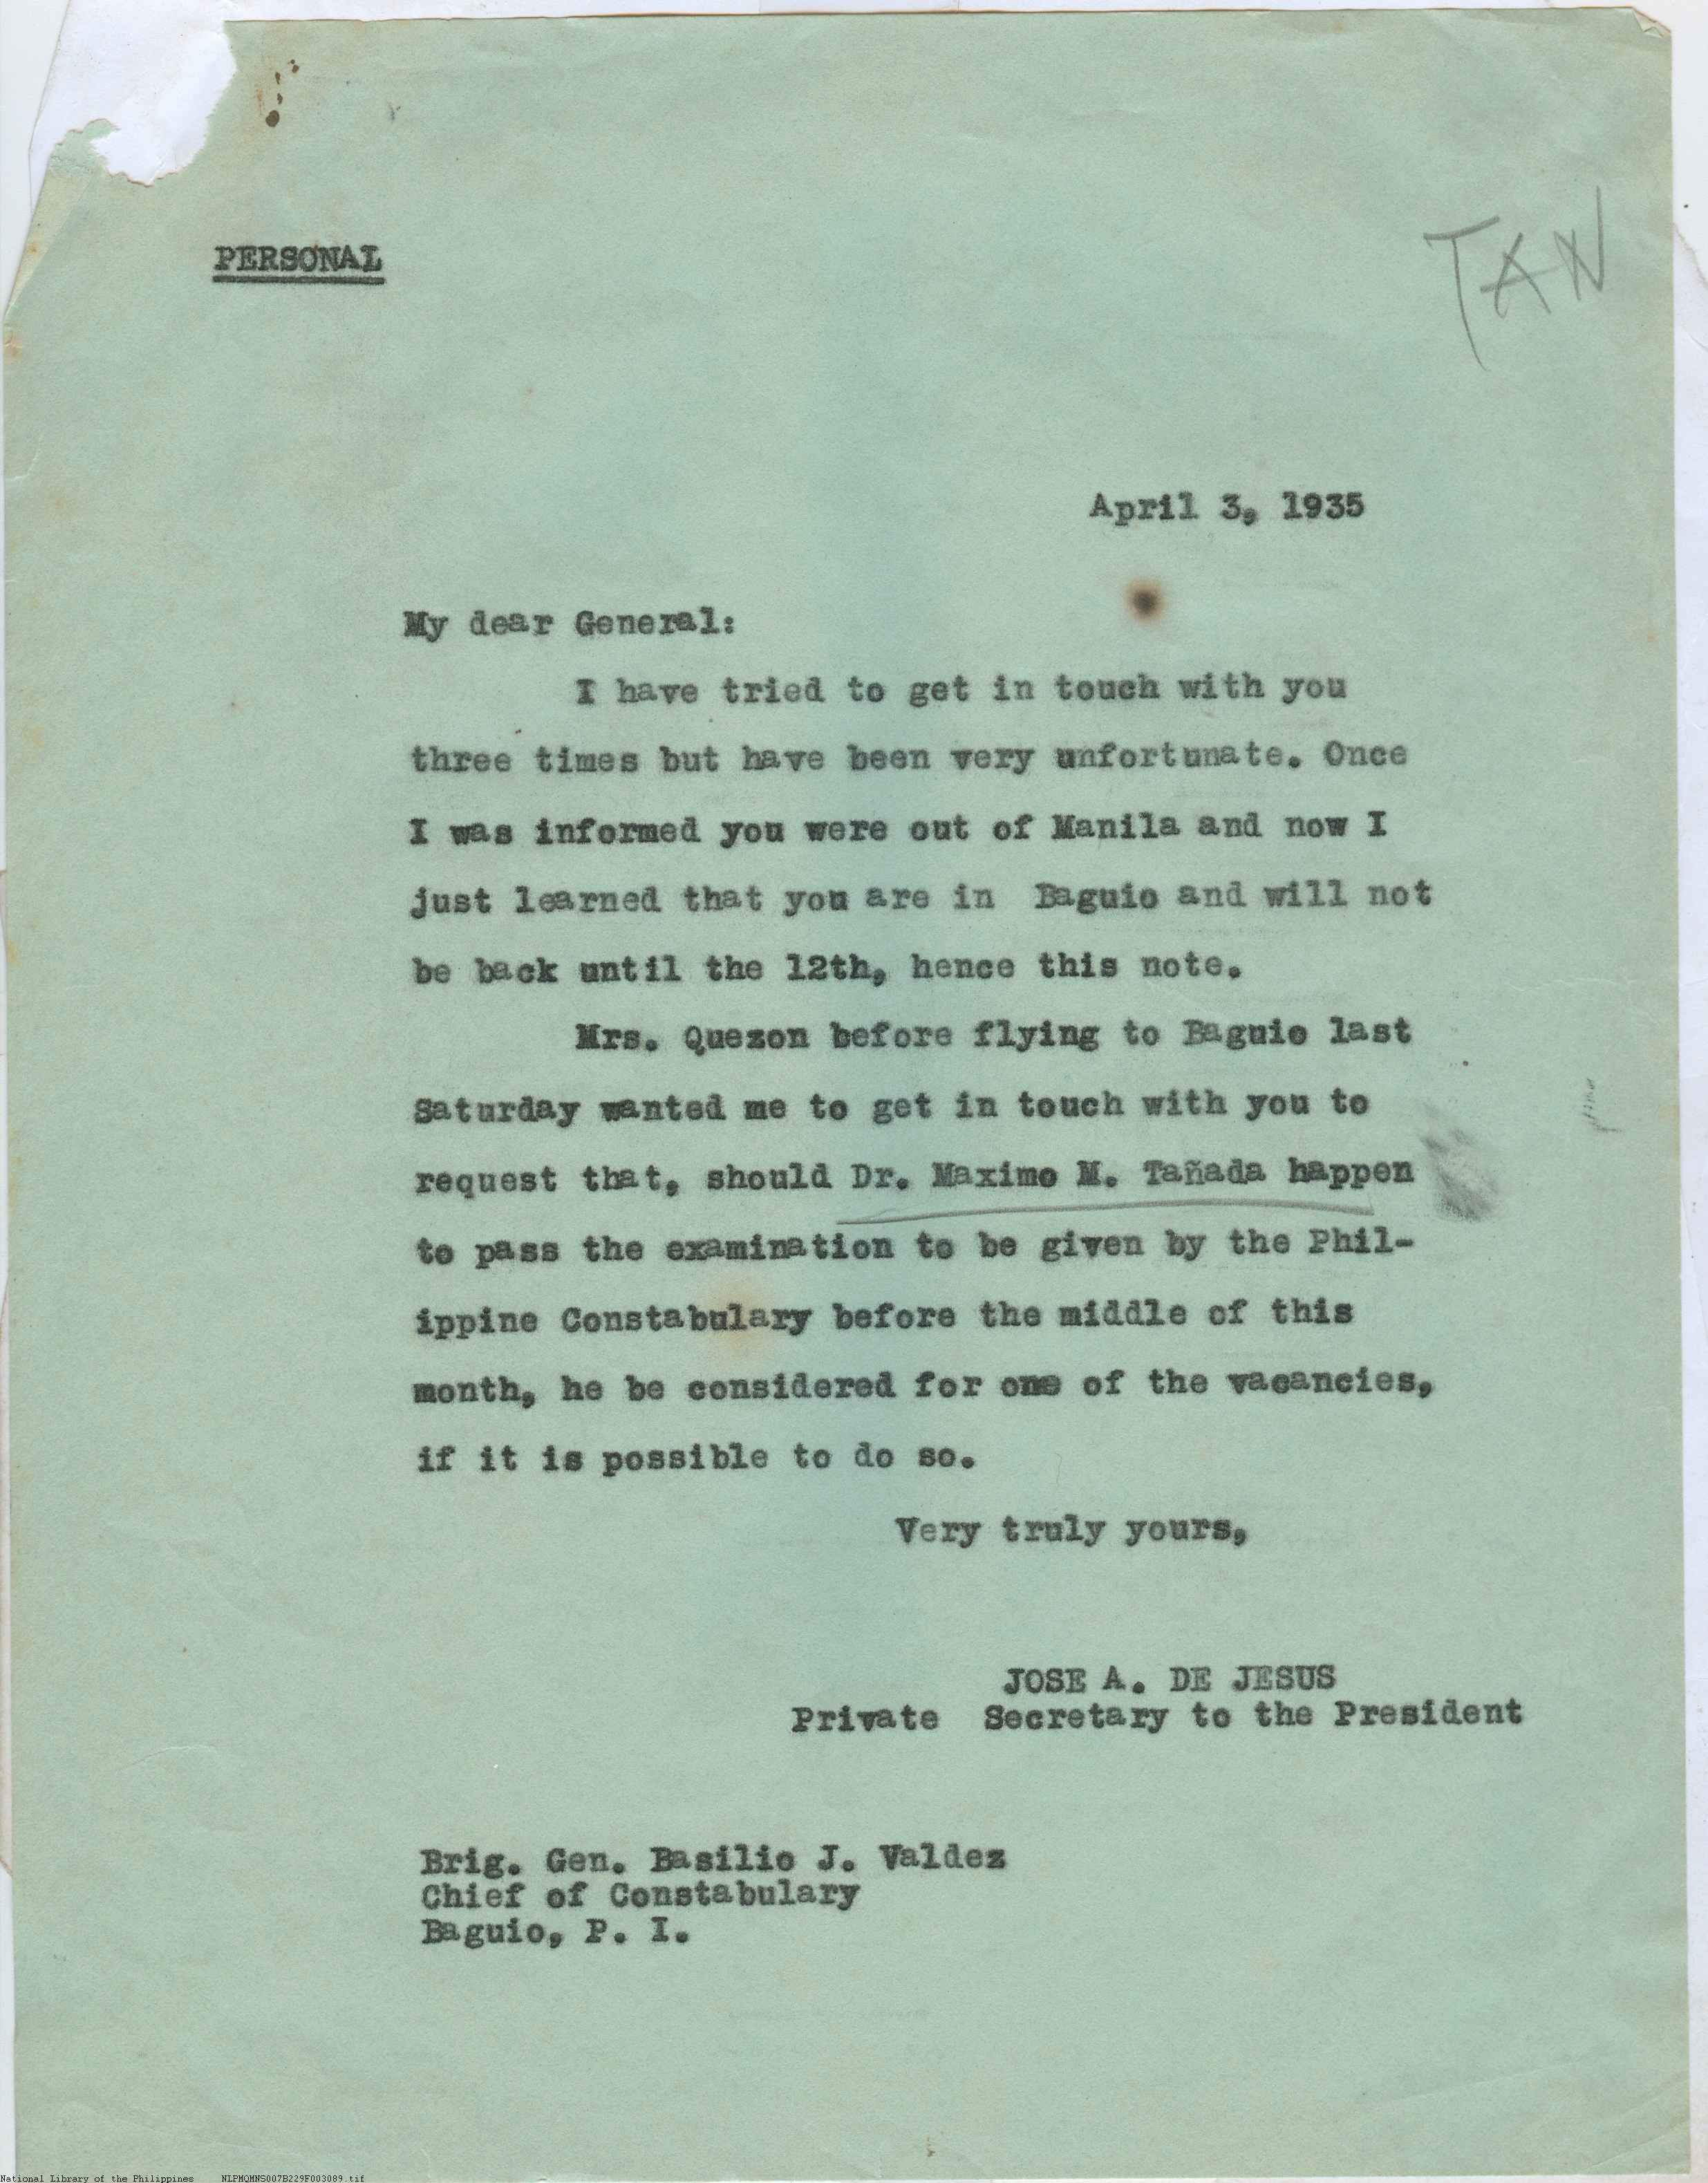 PERSONAL
TAN
April 3, 1935
My dear General:
I have tried to get in touch with you
three times but have been very unfortunate. Once
I was informed you were out of Manila and now I
just learned that you are in Baguio and will not
be back until the 12th, hence this note.
Mrs. Quezon before flying to Baguio last
Saturday wanted me to get in touch with you to
request that, should Dr. Maximo M. Tañada happen
to pass the examination to be given by the Phil-
ippine Constabulary before the middle of this
month, he be considered for one of the vacancies,
if it is possible to do so.
Very truly yours,
JOSE A. DE JESUS
Private Secretary to the President
Brig. Gen. Basilio J. Valdez
Chief of Constabulary
Baguio, P. I.
National Library of the Philippines NLPMQMNS007B229F003089.tif